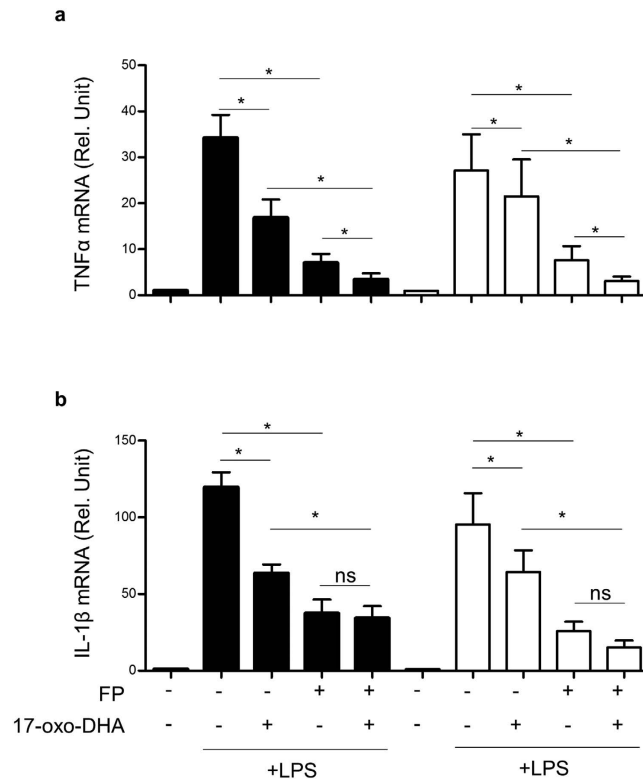 a
TNFα mRNA (Rel. Unit)
50
40
30
20
10
0
* * * *
* * * *
b
IL-1β mRNA (Rel. Unit)
150
100
50
0
* * * ns
* * * ns
FP - - - + + - - - + +
17-oxo-DHA - - + - + - - + - +
+LPS +LPS